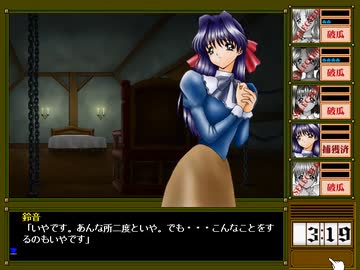 破瓜
破瓜
破瓜
捕獲済
破瓜
鈴音
「いやです。あんな所二度といや。でも・・・こんなことをす
るのもいやです」
3:19